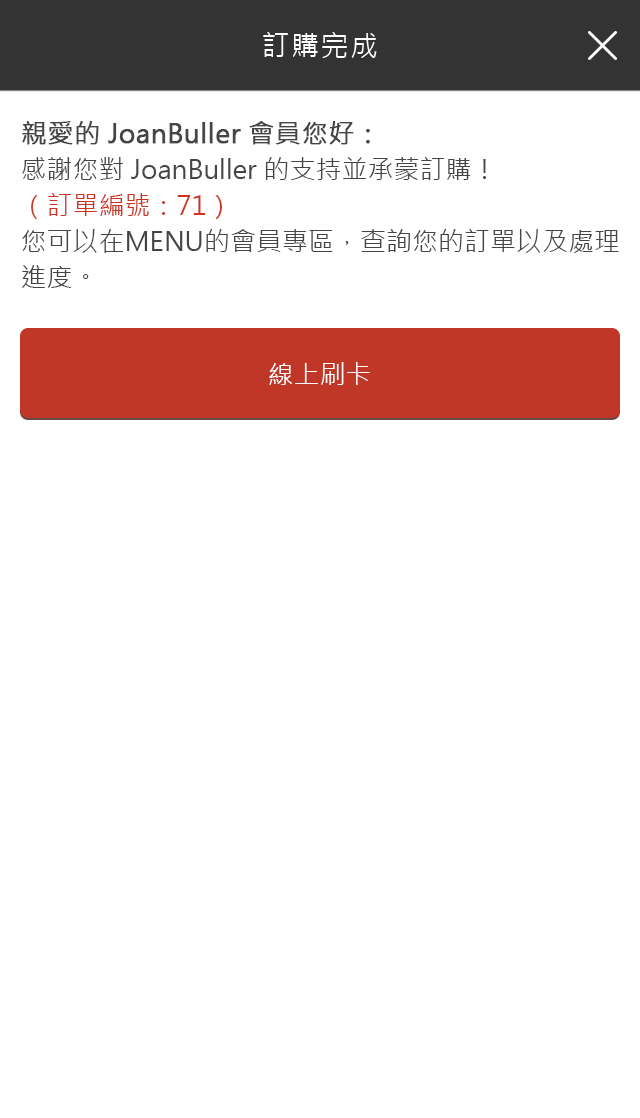 訂購完成
親愛的 JoanBuller 會員您好：
感謝您對 JoanBuller 的支持並承蒙訂購！
（訂單編號：71）
您可以在MENU的會員專區，查詢您的訂單以及處理
進度。
線上刷卡